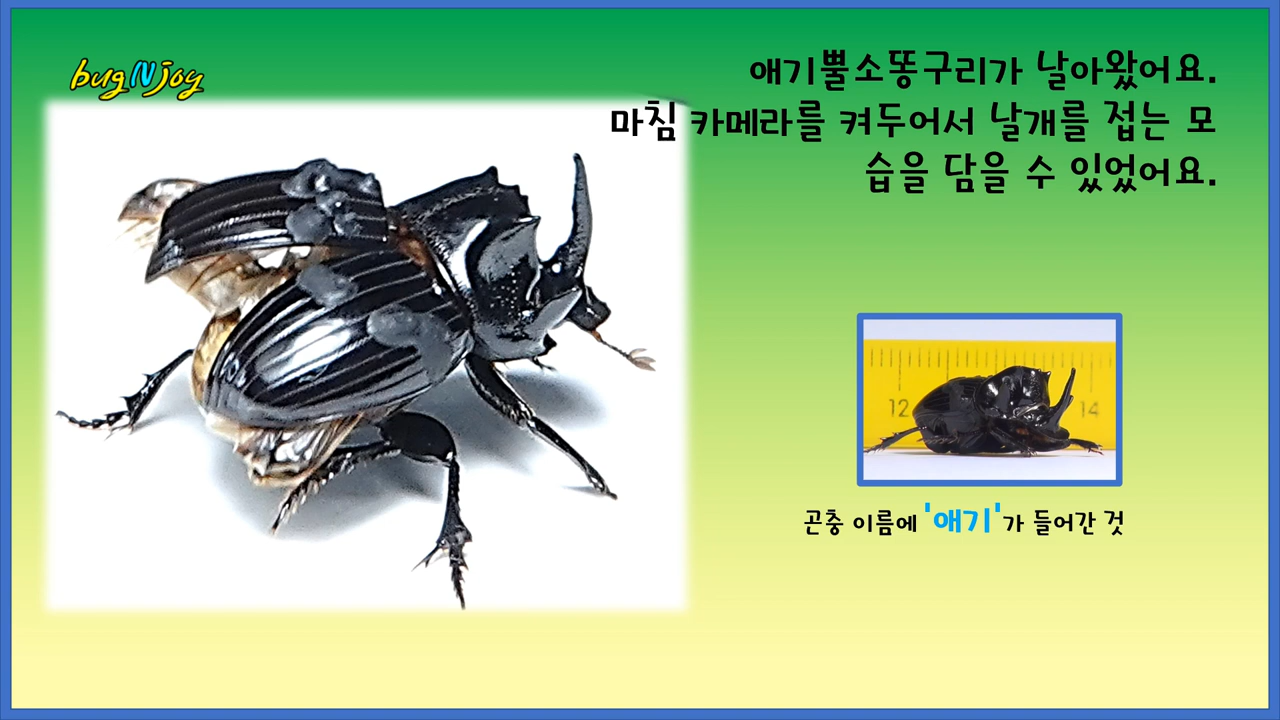 bugNjoy
애기뿔소똥구리가 날아왔어요.
마침 카메라를 켜두어서 날개를 접는 모
습을 담을 수 있었어요.
12 14
곤충 이름에 '애기'가 들어간 것